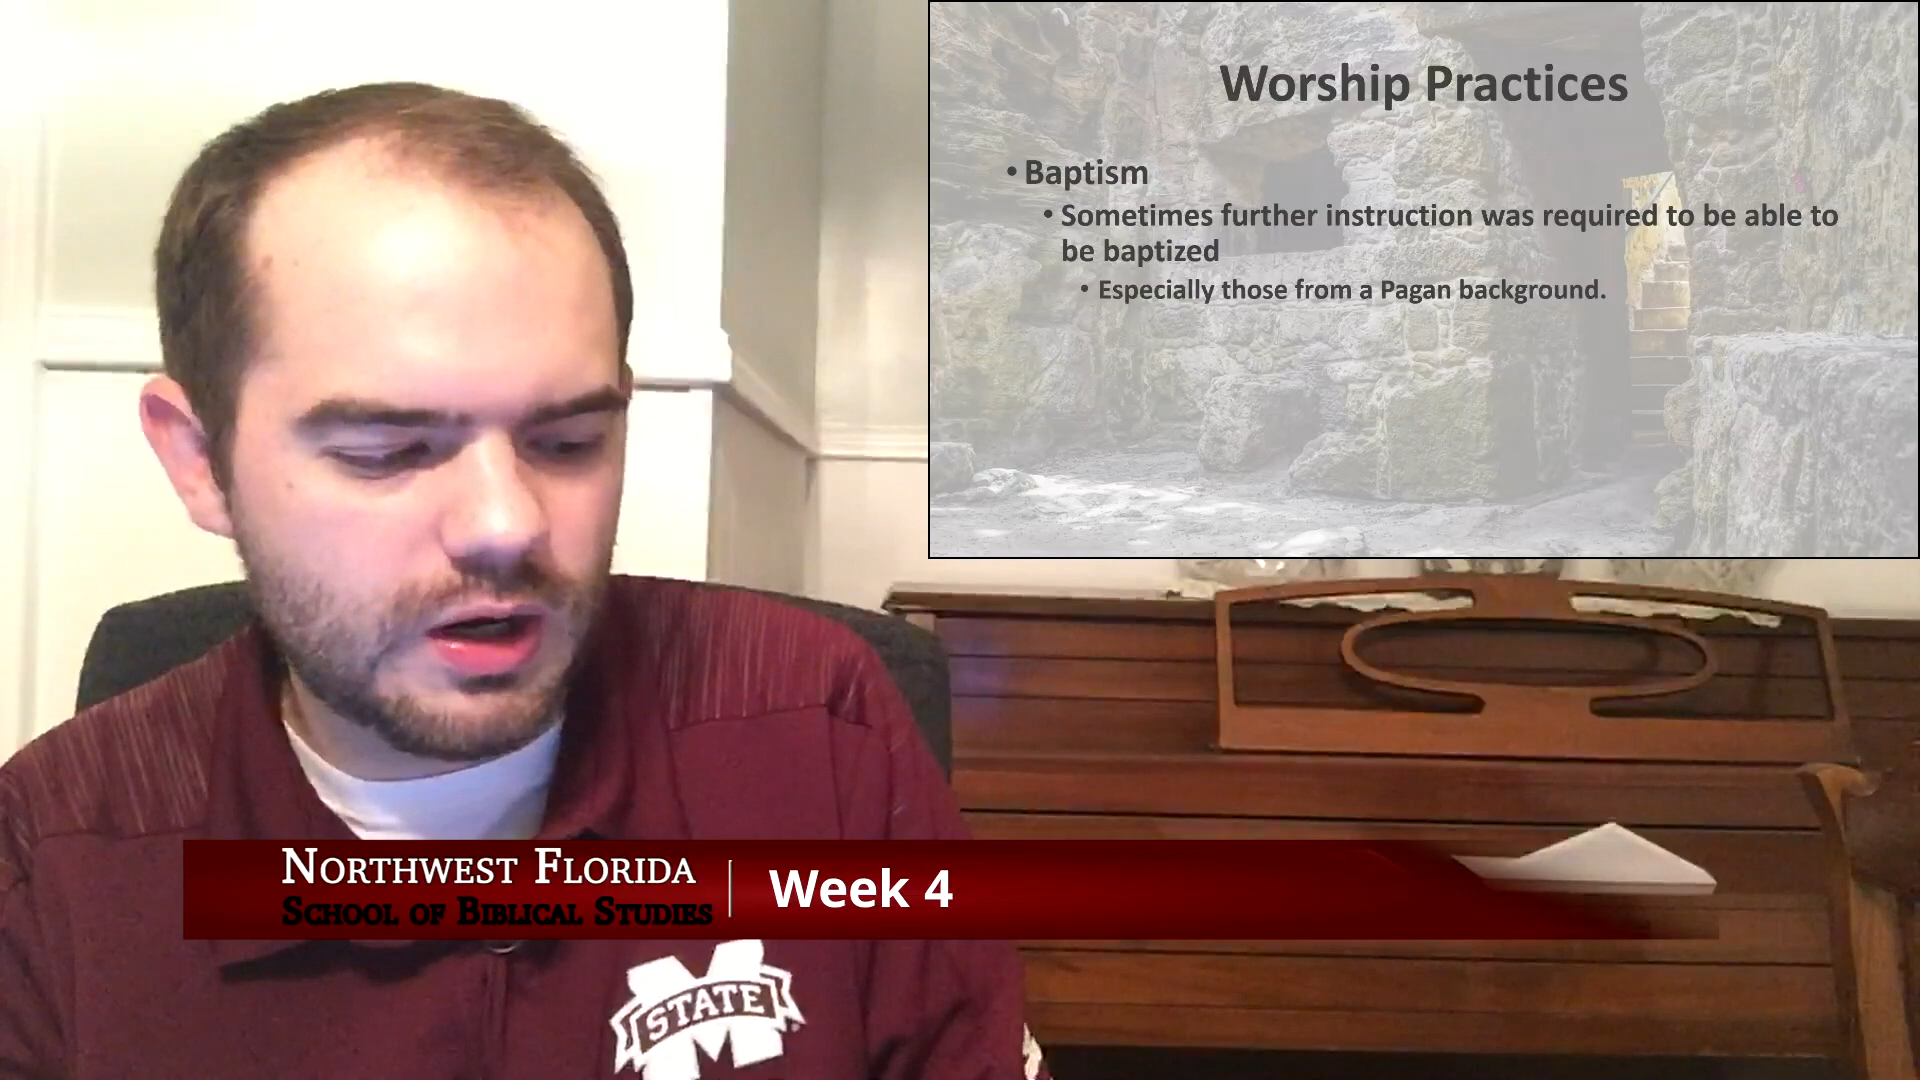 Worship Practices
• Baptism
• Sometimes further instruction was required to be able to
be baptized
• Especially those from a Pagan background.
Northwest Florida
School of Biblical Studies
Week 4
M
STATE